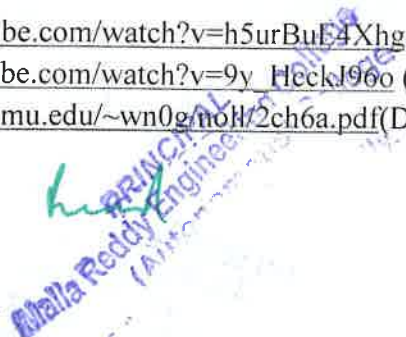 be.com/watch?v=h5urBuE4Xhg
be.com/watch?v=9y_HeckJ96o (
mu.edu/~wn0g/noll/2ch6a.pdf(D
PRINCIPAL
Malla Reddy Engineering College
(Autonomous)